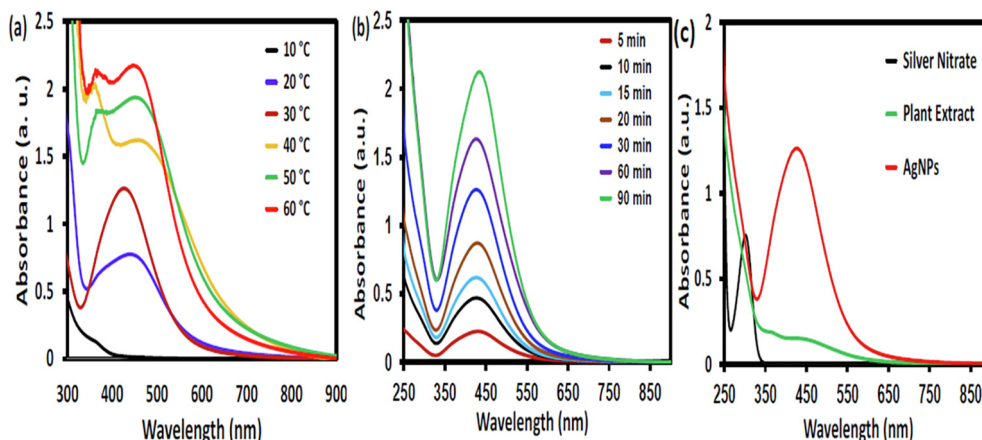 (a)
Absorbance (a. u.)
2.5
2
1.5
1
0.5
0
300 400 500 600 700 800 900
Wavelength (nm)
10 °C
20 °C
30 °C
40 °C
50 °C
60 °C
(b)
Absorbance (a.u.)
2.5
2
1.5
1
0.5
0
250 350 450 550 650 750 850
Wavelength (nm)
5 min
10 min
15 min
20 min
30 min
60 min
90 min
(c)
Absorbance (a.u.)
2
1.5
1
0.5
0
250 350 450 550 650 750 850
Wavelength (nm)
Silver Nitrate
Plant Extract
AgNPs